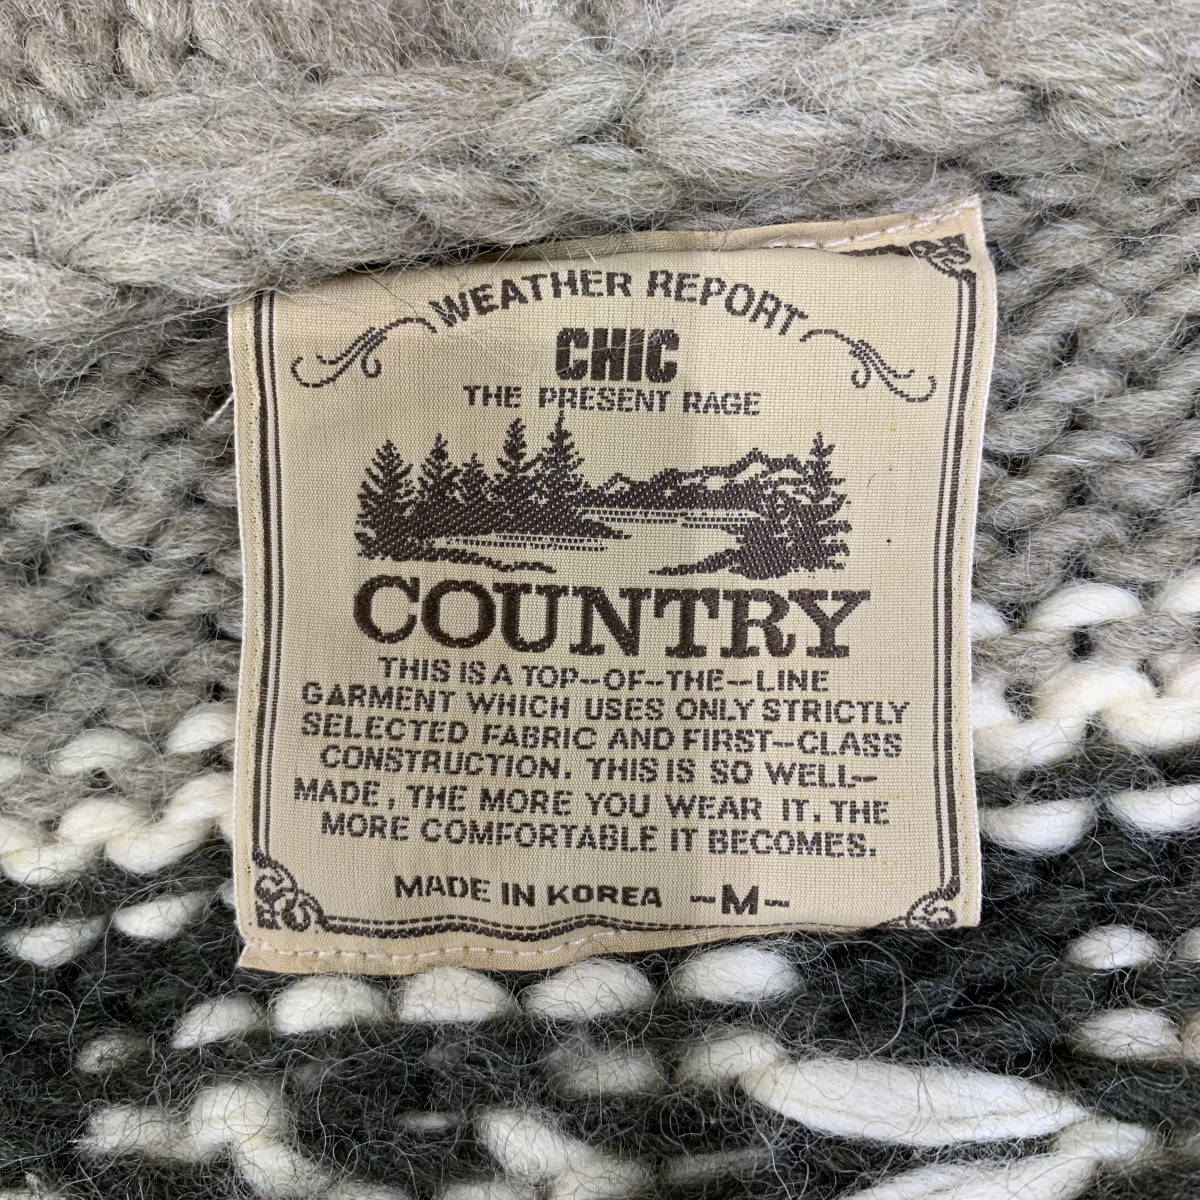 WEATHER REPORT
CHIC
THE PRESENT RAGE
COUNTRY
THIS IS A TOP-OF-THE-LINE
GARMENT WHICH USES ONLY STRICTLY
SELECTED FABRIC AND FIRST-CLASS
CONSTRUCTION. THIS IS SO WELL-
MADE, THE MORE YOU WEAR IT. THE
MORE COMFORTABLE IT BECOMES.
MADE IN KOREA -M-